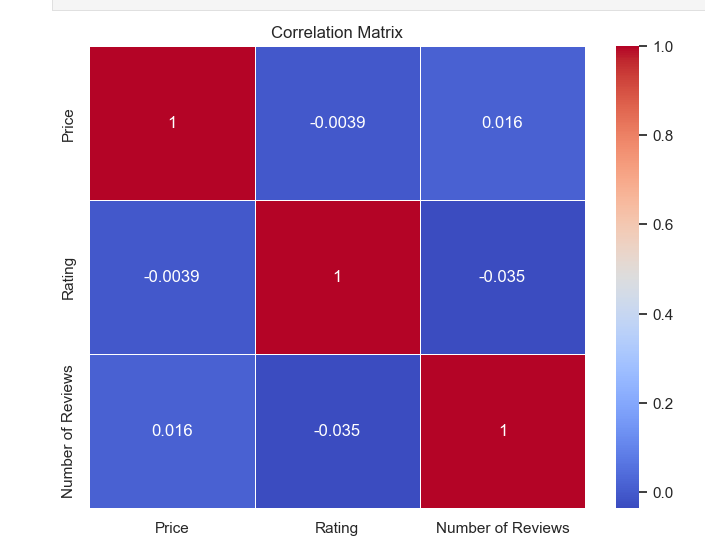 Correlation Matrix
Price
1
-0.0039
0.016
Rating
-0.0039
1
-0.035
Number of Reviews
0.016
-0.035
1
Price
Rating
Number of Reviews
1.0
0.8
0.6
0.4
0.2
0.0